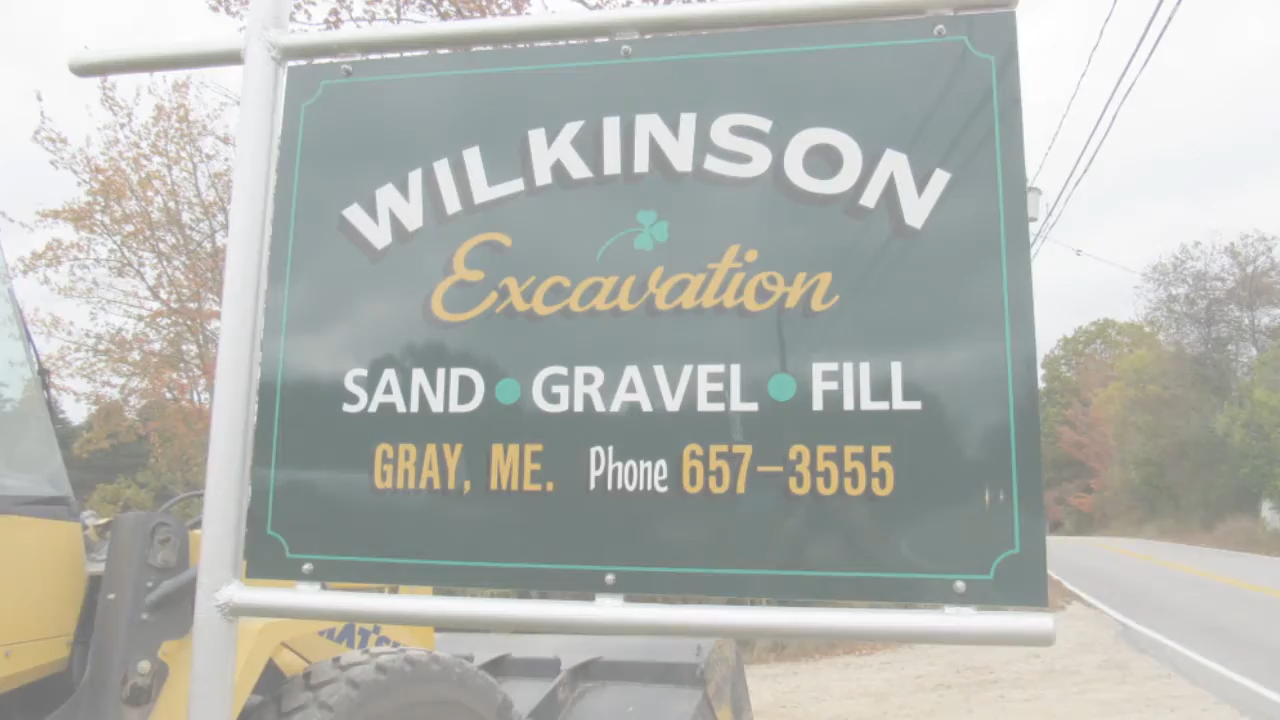 WILKINSON
Excavation
SAND • GRAVEL • FILL
GRAY, ME. Phone 657-3555